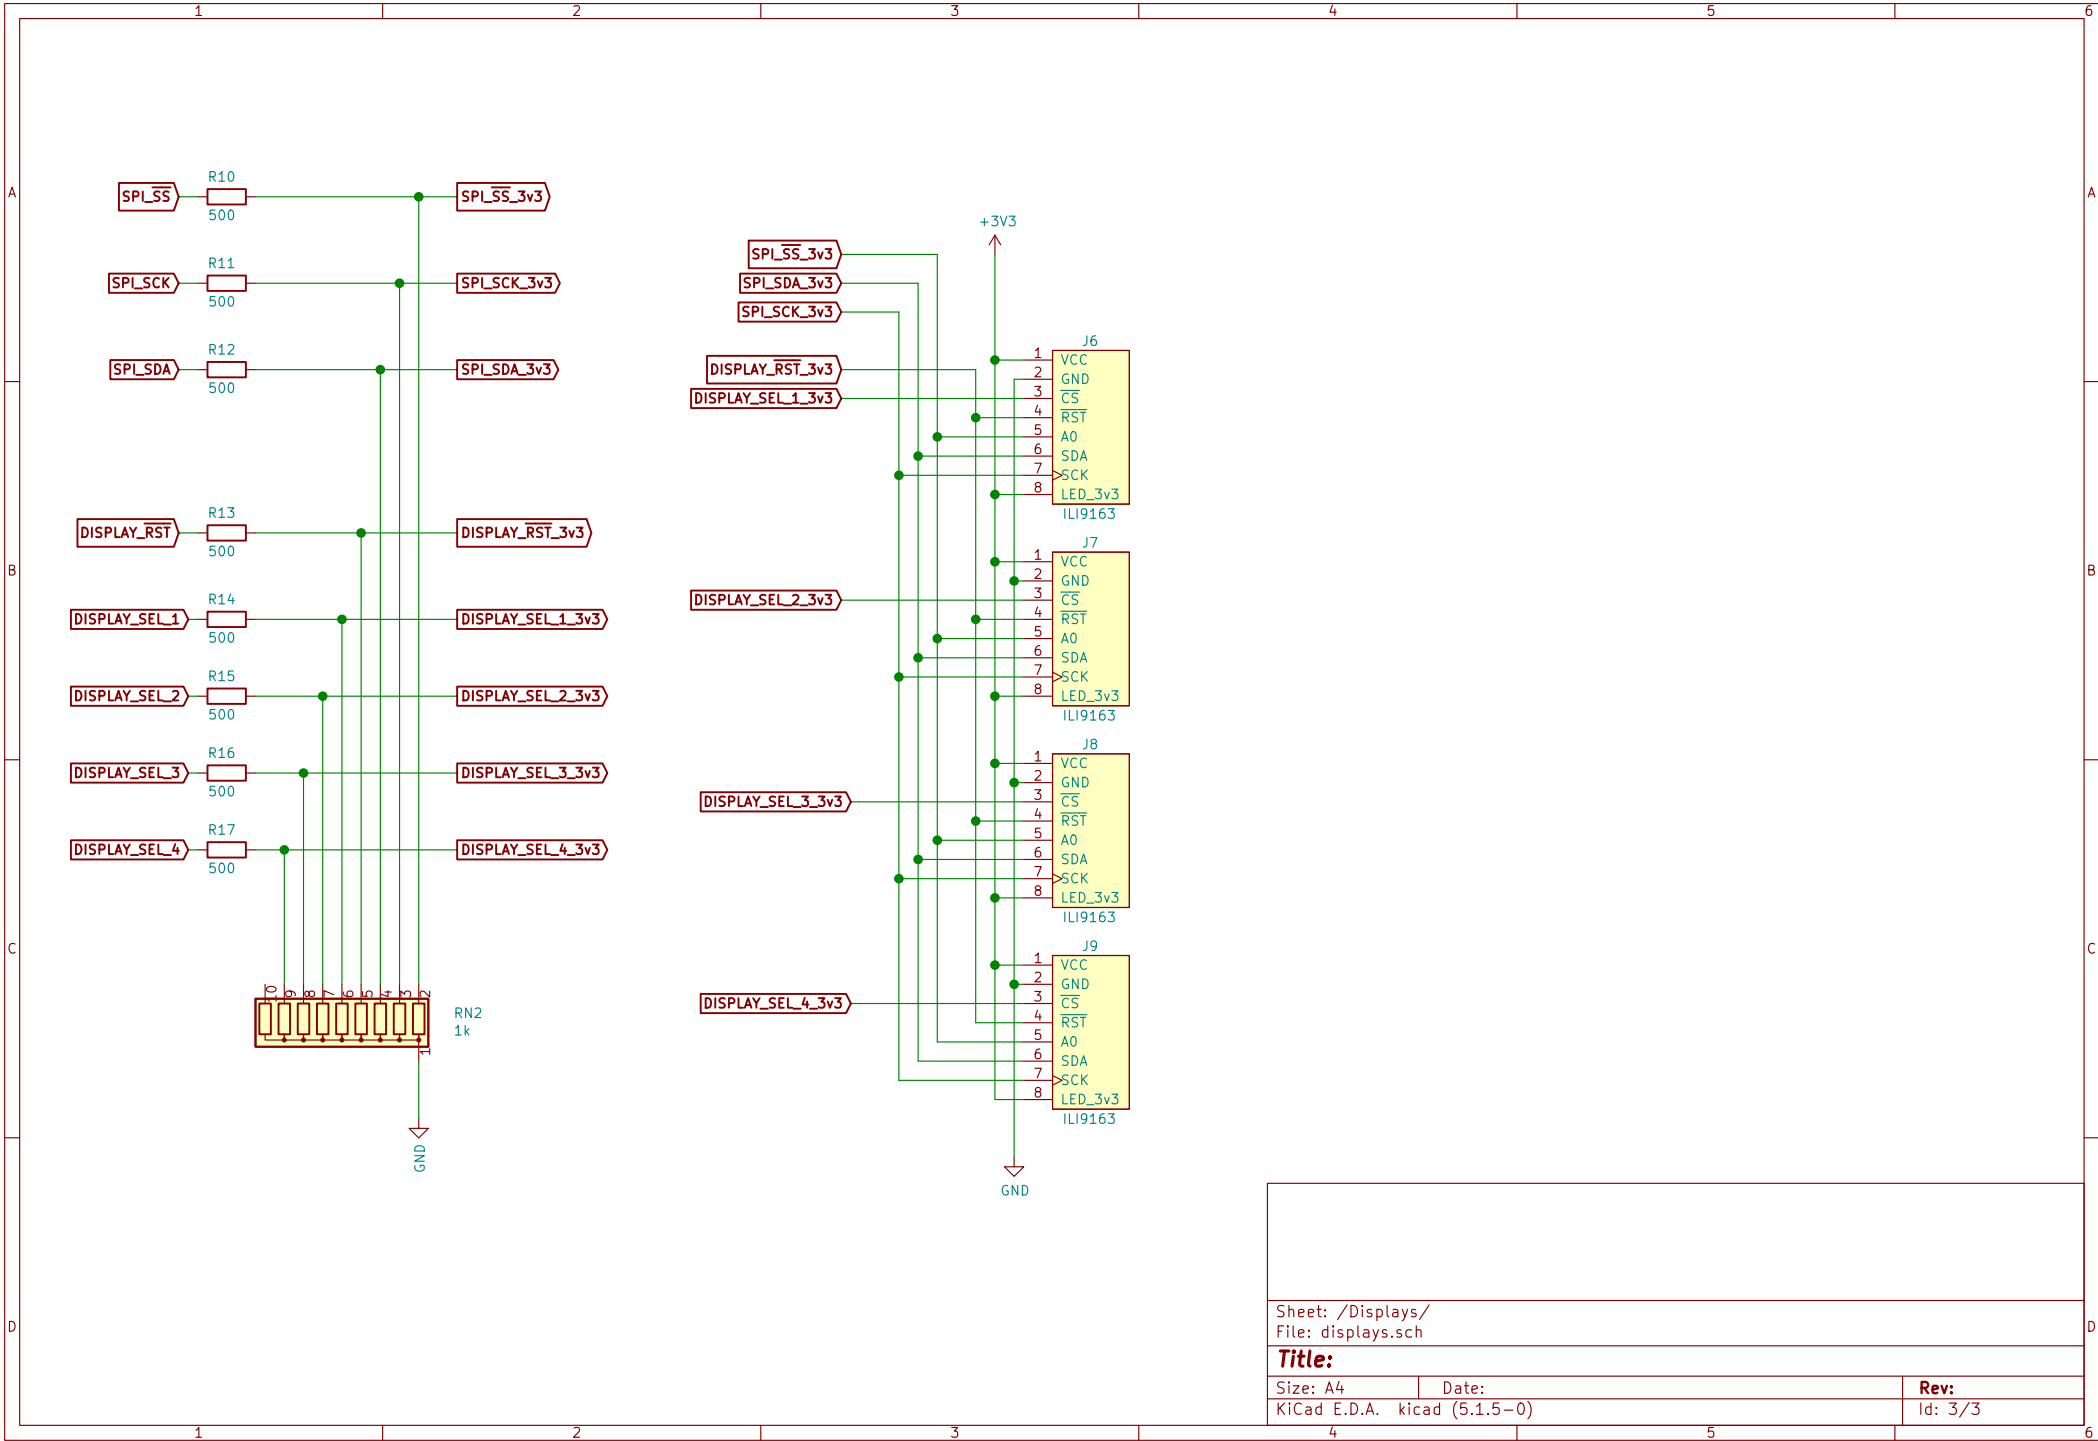 1 2 3 4 5 6
A
B
C
D
R10
SPI_SS
500
SPI_SS_3v3
R11
SPI_SCK
500
SPI_SCK_3v3
R12
SPI_SDA
500
SPI_SDA_3v3
R13
DISPLAY_RST
500
DISPLAY_RST_3v3
R14
DISPLAY_SEL_1
500
DISPLAY_SEL_1_3v3
R15
DISPLAY_SEL_2
500
DISPLAY_SEL_2_3v3
R16
DISPLAY_SEL_3
500
DISPLAY_SEL_3_3v3
R17
DISPLAY_SEL_4
500
DISPLAY_SEL_4_3v3
10 9 8 7 6 5 4 3 2
RN2
1k
1
GND
+3V3
SPI_SS_3v3
SPI_SDA_3v3
SPI_SCK_3v3
DISPLAY_RST_3v3
DISPLAY_SEL_1_3v3
J6
1 VCC
2 GND
3 CS
4 RST
5 A0
6 SDA
7 SCK
8 LED_3v3
ILI9163
DISPLAY_SEL_2_3v3
J7
1 VCC
2 GND
3 CS
4 RST
5 A0
6 SDA
7 SCK
8 LED_3v3
ILI9163
DISPLAY_SEL_3_3v3
J8
1 VCC
2 GND
3 CS
4 RST
5 A0
6 SDA
7 SCK
8 LED_3v3
ILI9163
DISPLAY_SEL_4_3v3
J9
1 VCC
2 GND
3 CS
4 RST
5 A0
6 SDA
7 SCK
8 LED_3v3
ILI9163
GND
A
B
C
D
Sheet: /Displays/
File: displays.sch
Title:
Size: A4 Date: Rev:
KiCad E.D.A. kicad (5.1.5-0) Id: 3/3
1 2 3 4 5 6